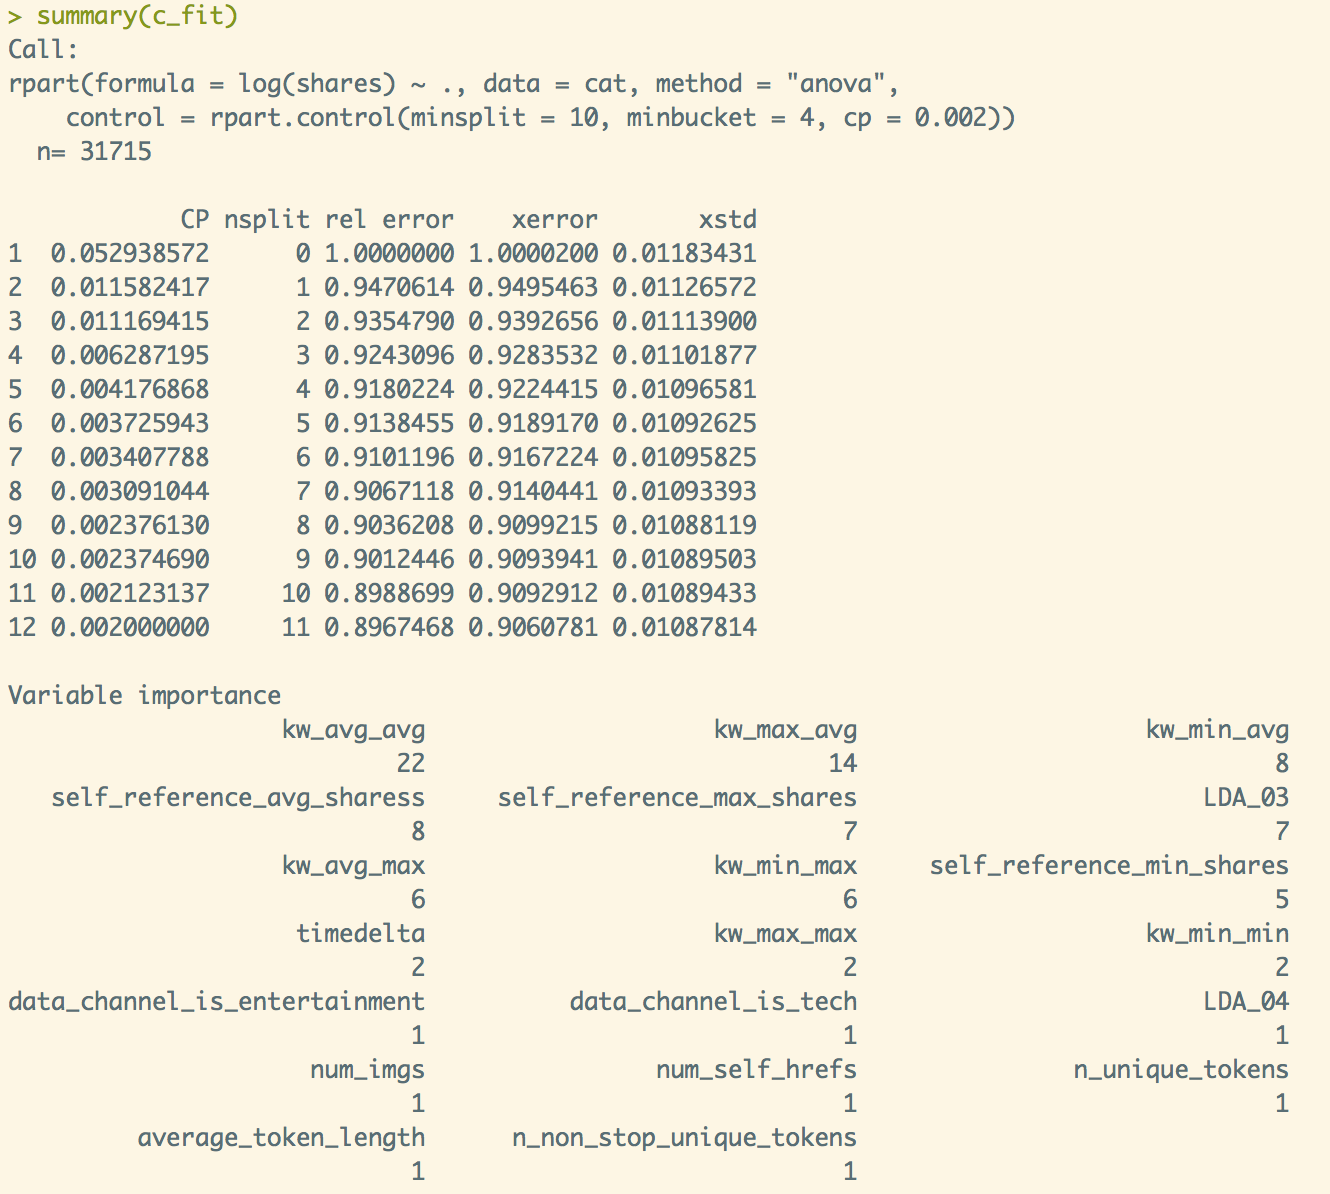 > summary(c_fit)
Call:
rpart(formula = log(shares) ~ ., data = cat, method = "anova",
    control = rpart.control(minsplit = 10, minbucket = 4, cp = 0.002))
  n= 31715

            CP nsplit rel error    xerror       xstd
1  0.052938572      0 1.0000000 1.0000200 0.01183431
2  0.011582417      1 0.9470614 0.9495463 0.01126572
3  0.011169415      2 0.9354790 0.9392656 0.01113900
4  0.006287195      3 0.9243096 0.9283532 0.01101877
5  0.004176868      4 0.9180224 0.9224415 0.01096581
6  0.003725943      5 0.9138455 0.9189170 0.01092625
7  0.003407788      6 0.9101196 0.9167224 0.01095825
8  0.003091044      7 0.9067118 0.9140441 0.01093393
9  0.002376130      8 0.9036208 0.9099215 0.01088119
10 0.002374690      9 0.9012446 0.9093941 0.01089503
11 0.002123137     10 0.8988699 0.9092912 0.01089433
12 0.002000000     11 0.8967468 0.9060781 0.01087814

Variable importance
                   kw_avg_avg                    kw_max_avg                    kw_min_avg
                           22                            14                             8
   self_reference_avg_sharess     self_reference_max_shares                        LDA_03
                            8                             7                             7
                   kw_avg_max                    kw_min_max     self_reference_min_shares
                            6                             6                             5
                    timedelta                    kw_max_max                    kw_min_min
                            2                             2                             2
data_channel_is_entertainment          data_channel_is_tech                        LDA_04
                            1                             1                             1
                     num_imgs                num_self_hrefs               n_unique_tokens
                            1                             1                             1
         average_token_length      n_non_stop_unique_tokens
                            1                             1